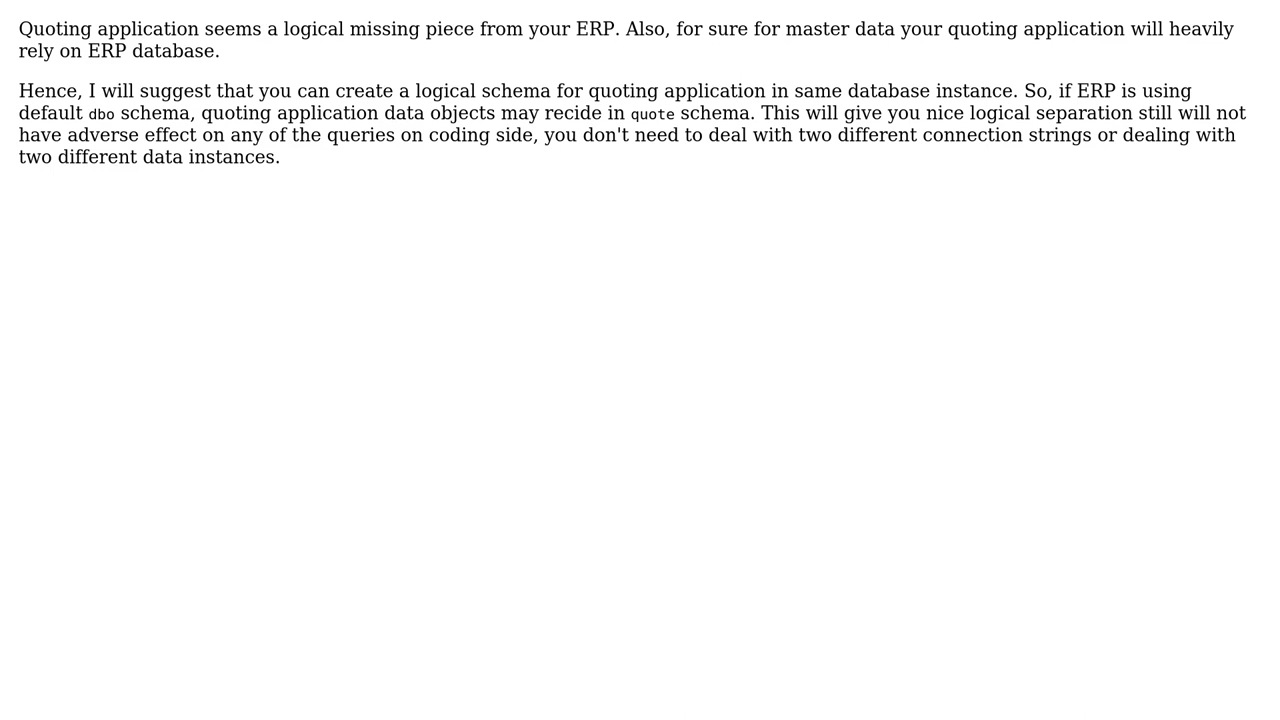 Quoting application seems a logical missing piece from your ERP. Also, for sure for master data your quoting application will heavily
rely on ERP database.
Hence, I will suggest that you can create a logical schema for quoting application in same database instance. So, if ERP is using
default dbo schema, quoting application data objects may recide in quote schema. This will give you nice logical separation still will not
have adverse effect on any of the queries on coding side, you don't need to deal with two different connection strings or dealing with
two different data instances.